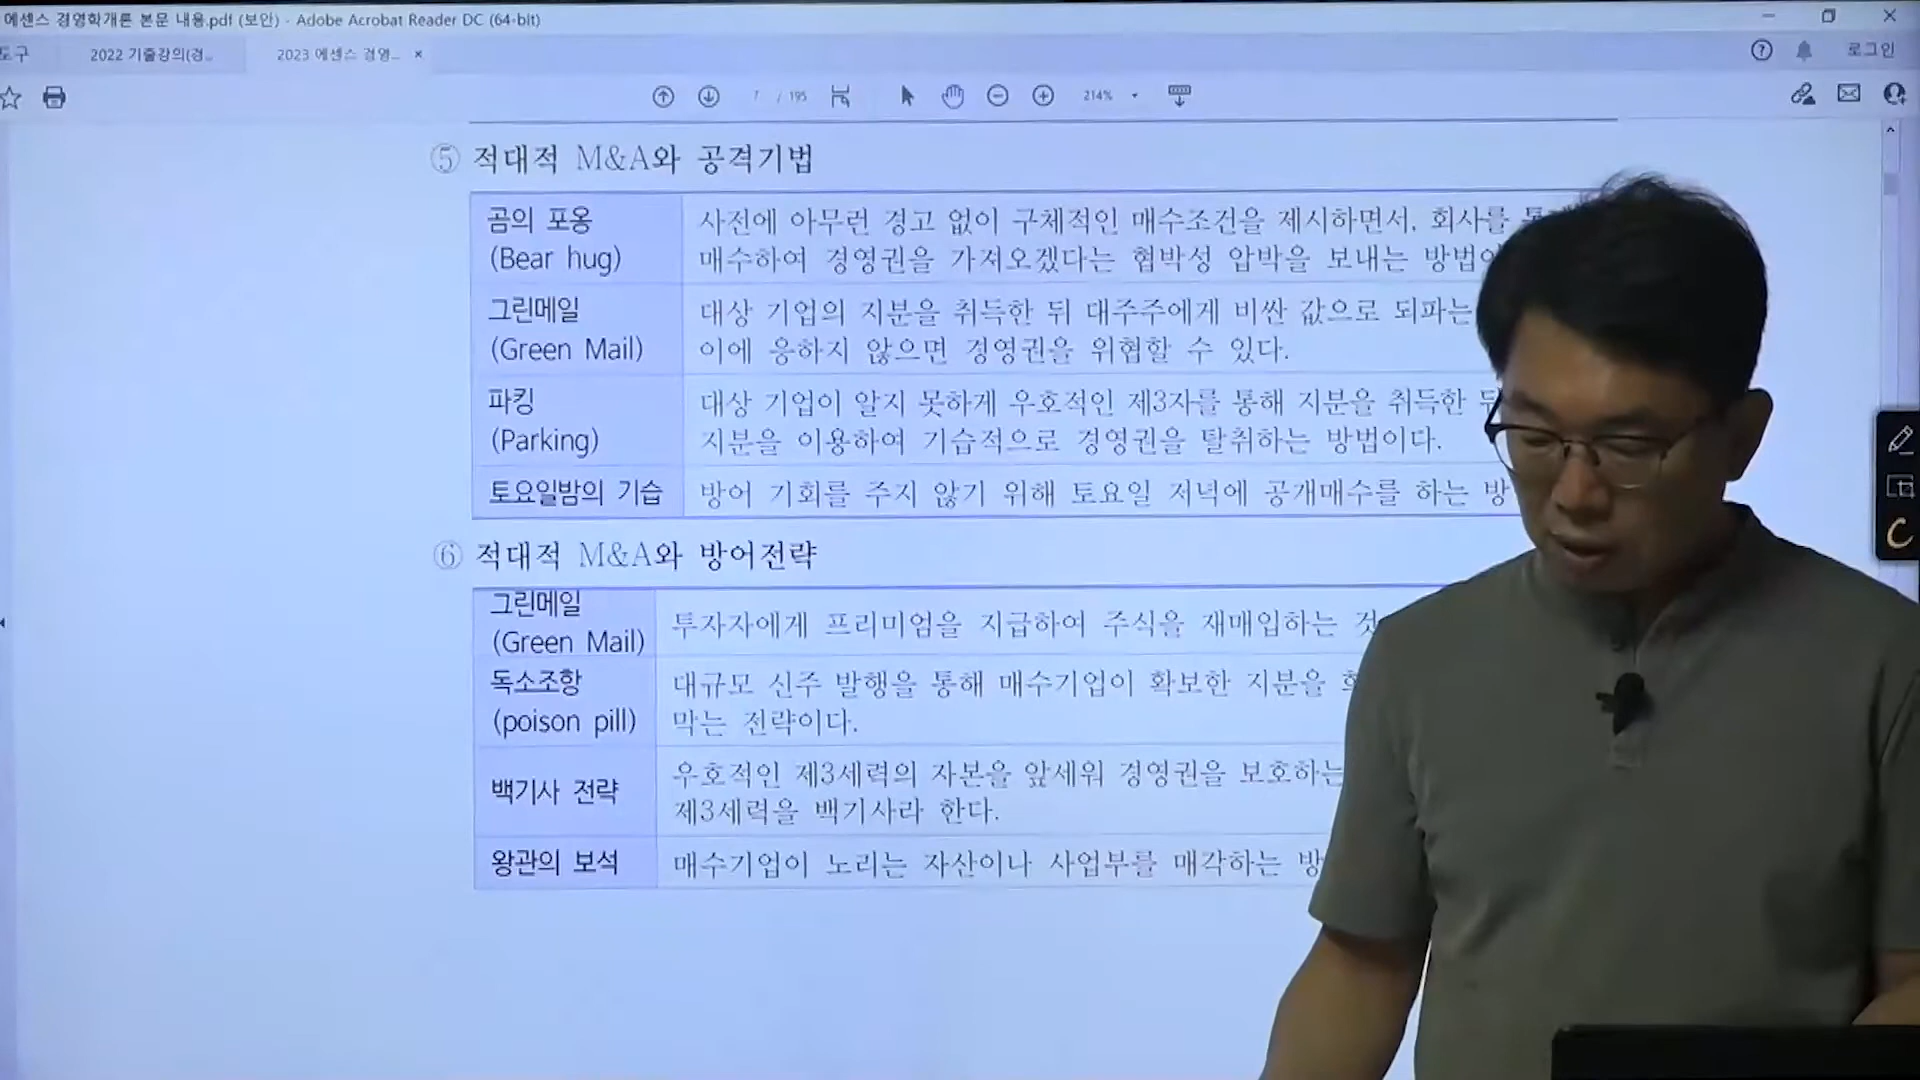 에센스 경영학개론 본문 내용.pdf (보안) - Adobe Acrobat Reader DC (64-bit)
도구 2022 기출강의(경... 2023 에센스 경영... × 로그인
7 / 195 214%
⑤ 적대적 M&A와 공격기법
곰의 포옹
(Bear hug)
사전에 아무런 경고 없이 구체적인 매수조건을 제시하면서, 회사를
매수하여 경영권을 가져오겠다는 협박성 압박을 보내는
그린메일
(Green Mail)
대상 기업의 지분을 취득한 뒤 대주주에게 비싼 값으로 되파는
이에 응하지 않으면 경영권을 위협할 수 있다.
파킹
(Parking)
대상 기업이 알지 못하게 우호적인 제3자를 통해 지분을 취득한
지분을 이용하여 기습적으로 경영권을 탈취하는 방법이다.
토요일밤의 기습
방어 기회를 주지 않기 위해 토요일 저녁에 공개매수를 하는
⑥ 적대적 M&A와 방어전략
그린메일
(Green Mail)
투자자에게 프리미엄을 지급하여 주식을 재매입하는
독소조항
(poison pill)
대규모 신주 발행을 통해 매수기업이 확보한 지분을
막는 전략이다.
백기사 전략
우호적인 제3세력의 자본을 앞세워 경영권을 보호하는
제3세력을 백기사라 한다.
왕관의 보석
매수기업이 노리는 자산이나 사업부를 매각하는